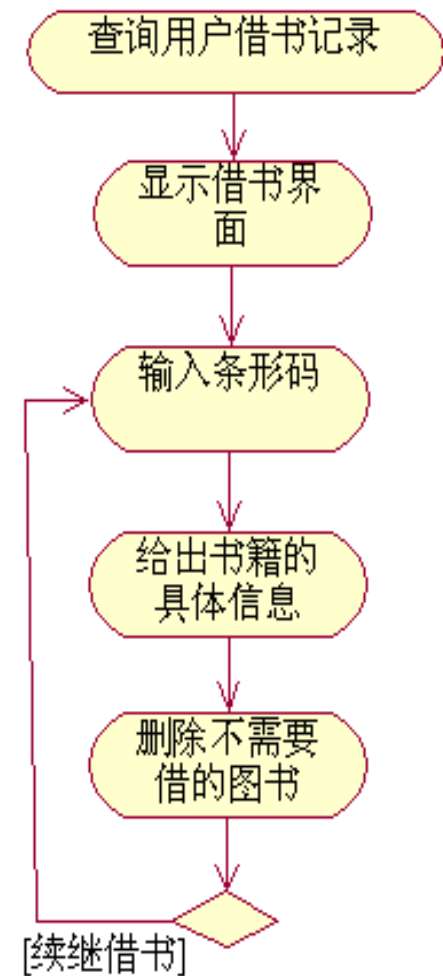 查询用户借书记录
显示借书界
面
输入条形码
给出书籍的
具体信息
删除不需要
借的图书
[续继借书]